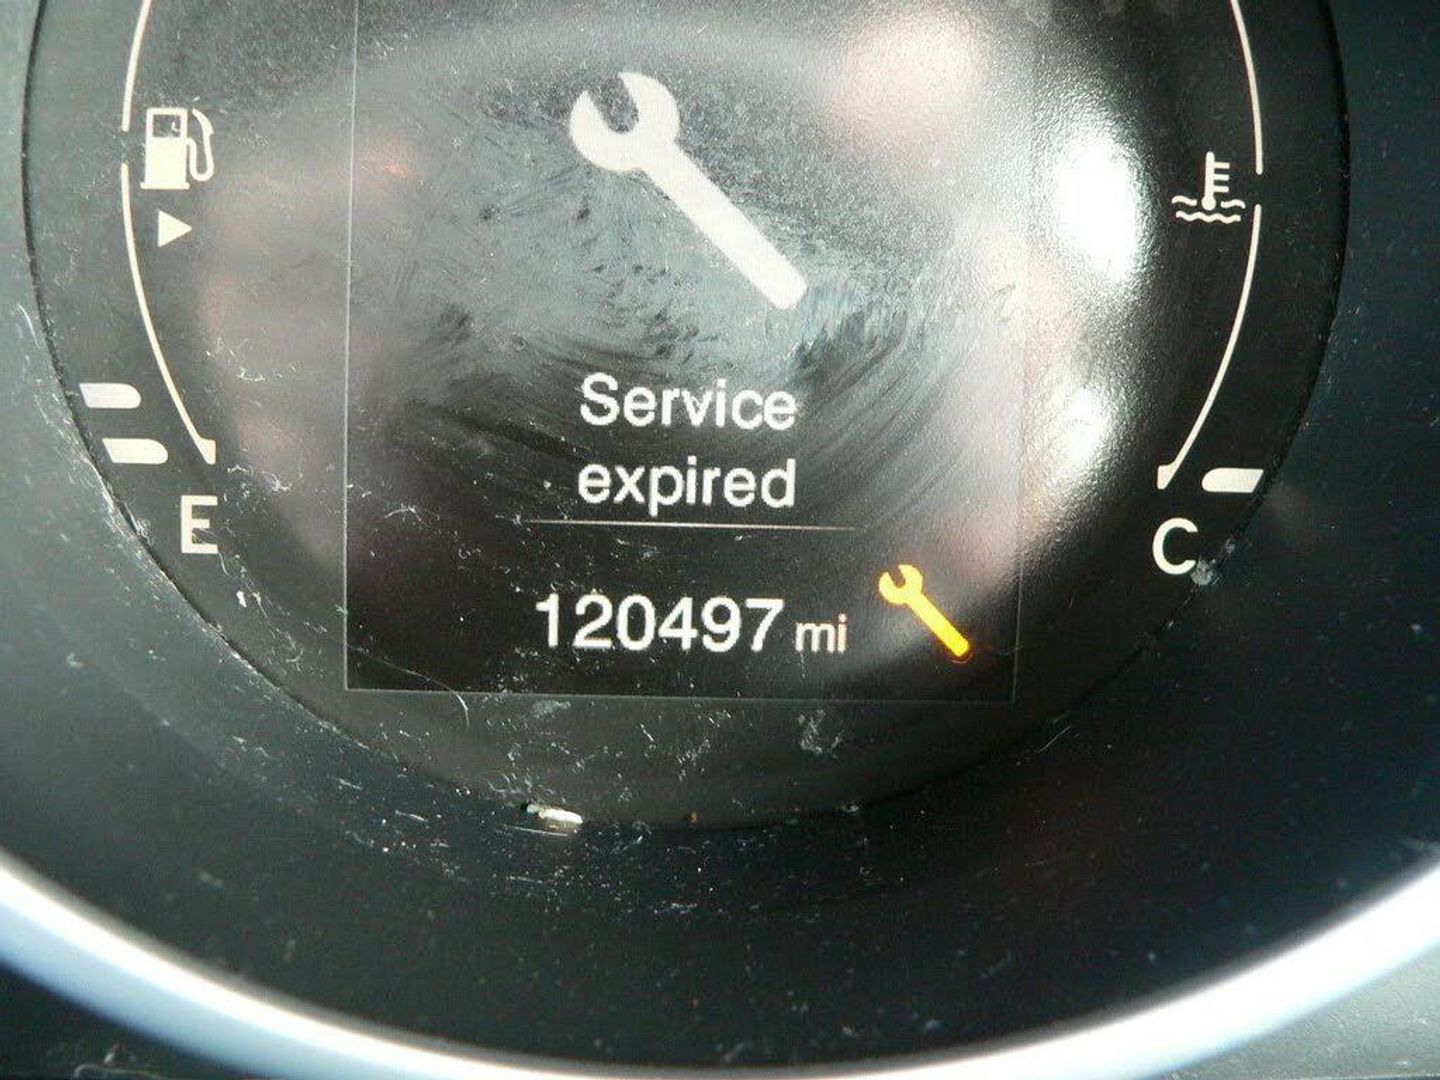 Service
expired
E
C
120497 mi